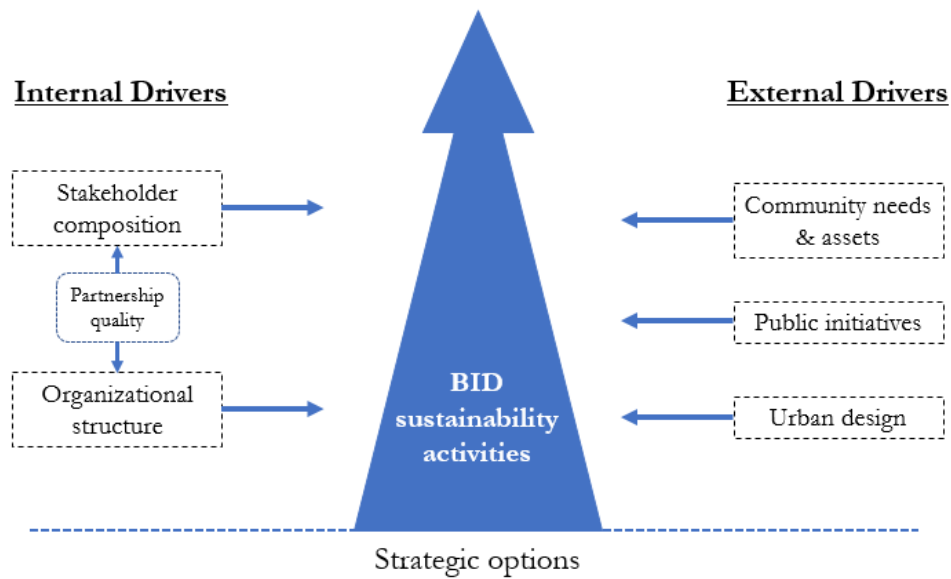 Internal Drivers
Stakeholder
composition
Partnership
quality
Organizational
structure
BID
sustainability
activities
External Drivers
Community needs
& assets
Public initiatives
Urban design
Strategic options